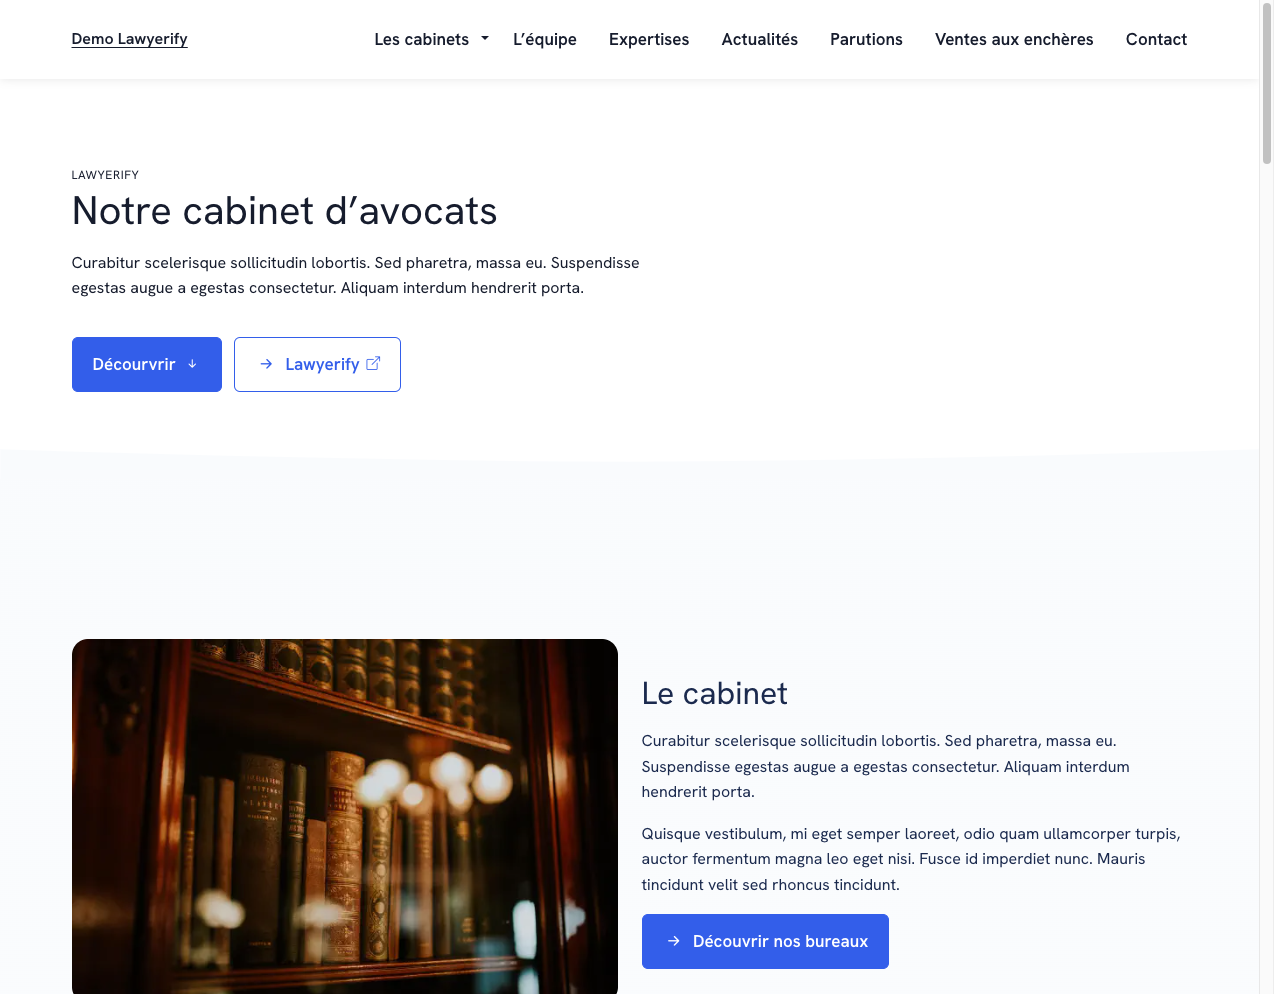 Demo Lawyerify
Les cabinets
L’équipe
Expertises
Actualités
Parutions
Ventes aux enchères
Contact
LAWYERIFY
Notre cabinet d’avocats
Curabitur scelerisque sollicitudin lobortis. Sed pharetra, massa eu. Suspendisse
egestas augue a egestas consectetur. Aliquam interdum hendrerit porta.
Décourvrir
Lawyerify
Le cabinet
Curabitur scelerisque sollicitudin lobortis. Sed pharetra, massa eu.
Suspendisse egestas augue a egestas consectetur. Aliquam interdum
hendrerit porta.
Quisque vestibulum, mi eget semper laoreet, odio quam ullamcorper turpis,
auctor fermentum magna leo eget nisi. Fusce id imperdiet nunc. Mauris
tincidunt velit sed rhoncus tincidunt.
Découvrir nos bureaux